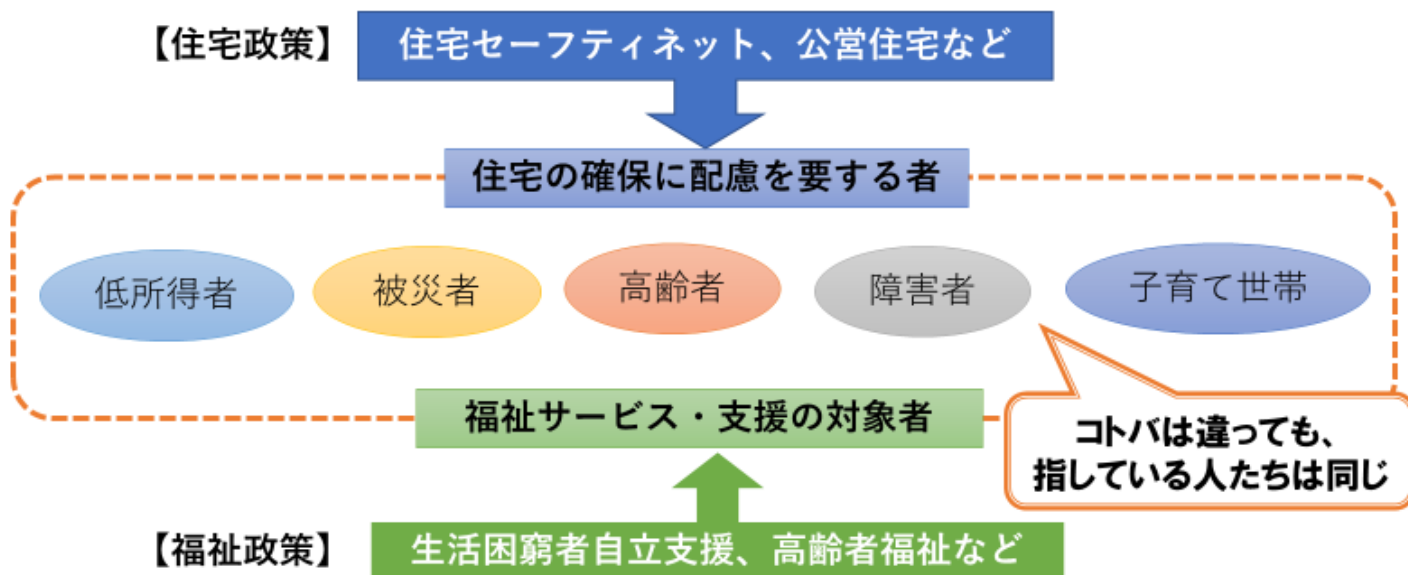 【住宅政策】
住宅セーフティネット、公営住宅など
住宅の確保に配慮を要する者
低所得者
被災者
高齢者
障害者
子育て世帯
福祉サービス・支援の対象者
コトバは違っても、
指している人たちは同じ
【福祉政策】
生活困窮者自立支援、高齢者福祉など